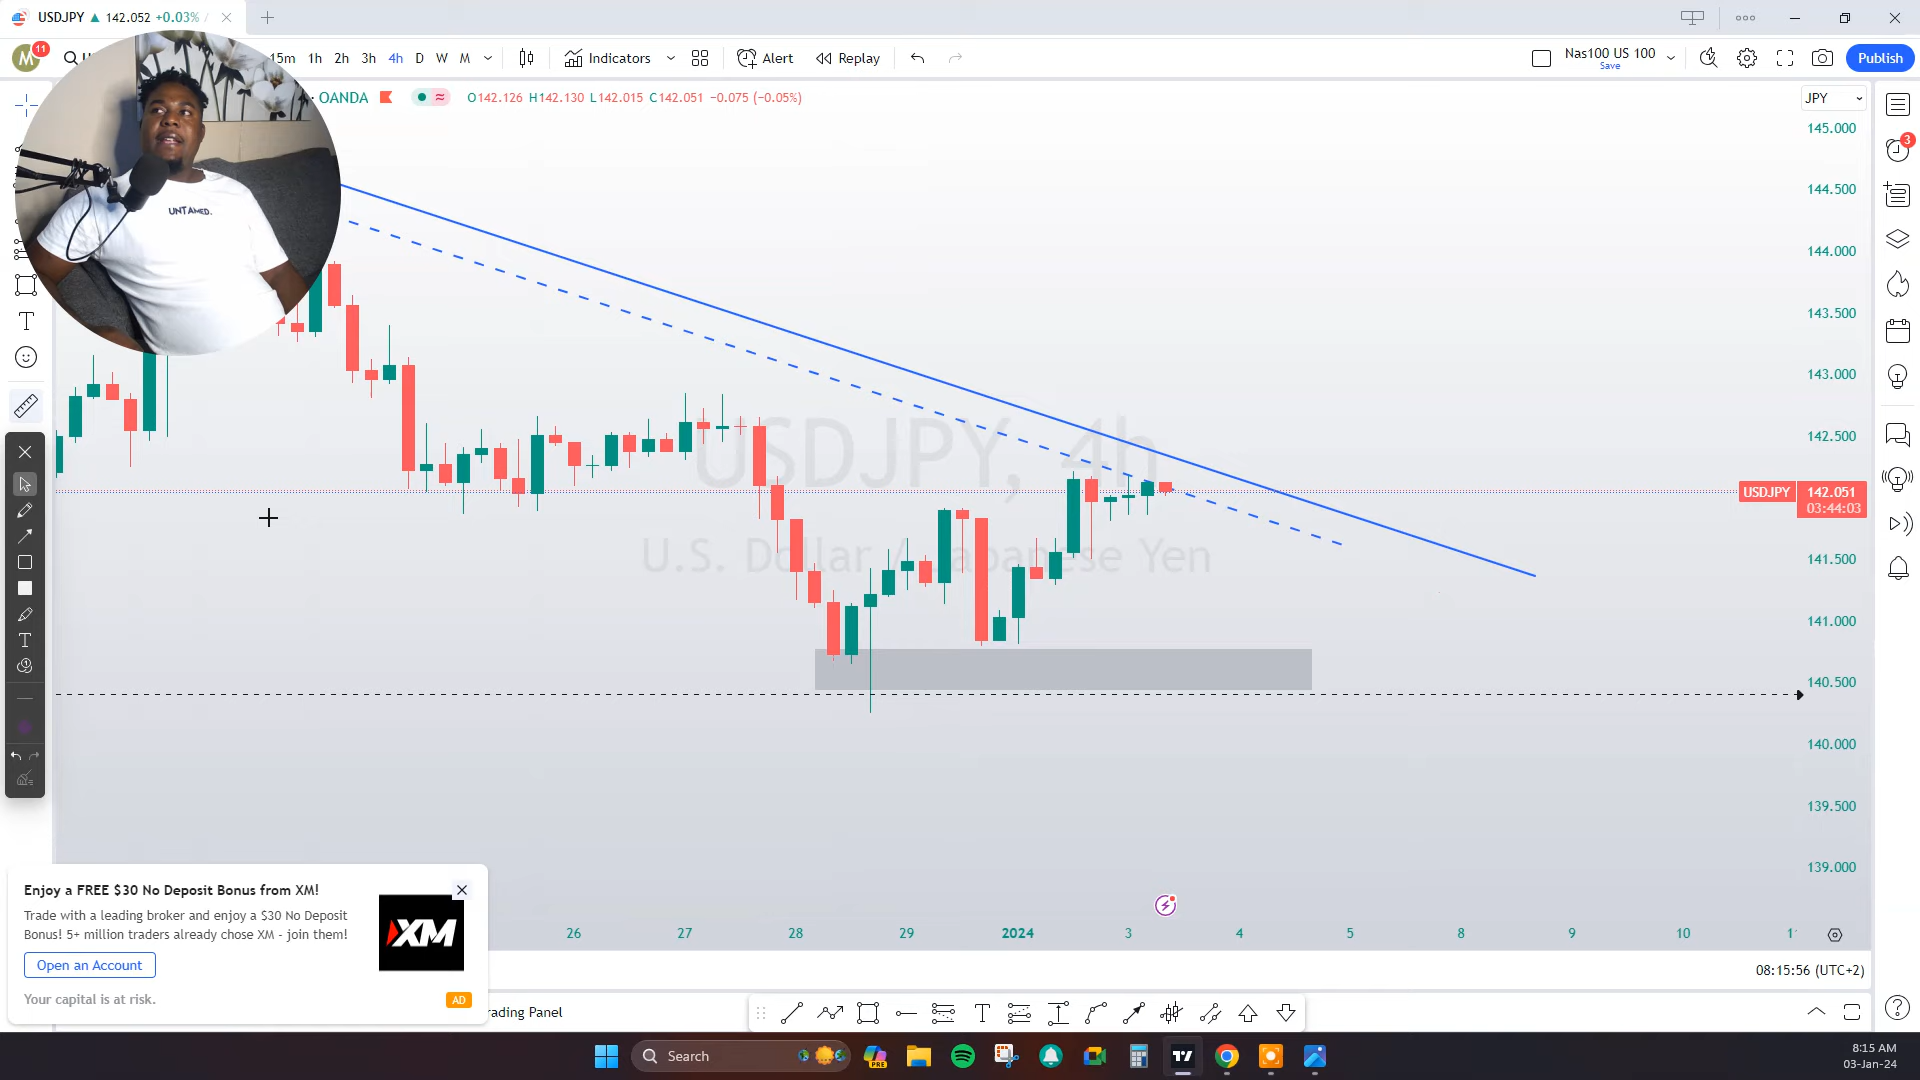 USDJPY ▲ 142.052 +0.03% /
M 11
15m 1h 2h 3h 4h D W M
Indicators
Alert
Replay
Nas100 US 100
Save
Publish
· OANDA
O142.126 H142.130 L142.015 C142.051 −0.075 (−0.05%)
JPY
UNTAMED.
145.000
144.500
144.000
143.500
143.000
142.500
USDJPY 142.051
03:44:03
141.500
141.000
140.500
140.000
139.500
139.000
USDJPY, 4h
U.S. Dollar / Japanese Yen
3
Enjoy a FREE $30 No Deposit Bonus from XM!
Trade with a leading broker and enjoy a $30 No Deposit
Bonus! 5+ million traders already chose XM - join them!
Open an Account
Your capital is at risk.
AD
XM
26 27 28 29 2024 3 4 5 8 9 10
08:15:56 (UTC+2)
rading Panel
Search
PRE
8:15 AM
03-Jan-24